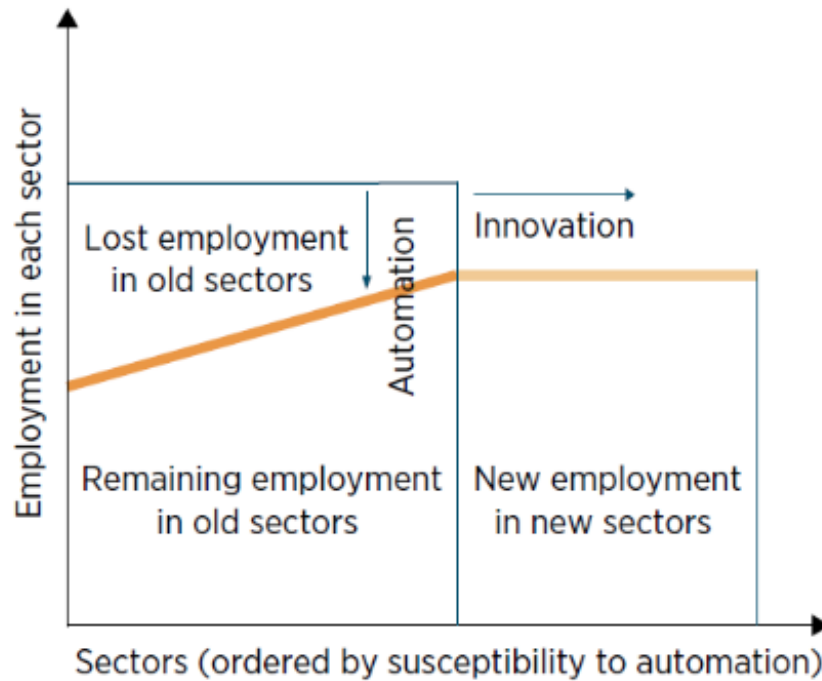 Employment in each sector
Lost employment
in old sectors
Automation
Innovation
Remaining employment
in old sectors
New employment
in new sectors
Sectors (ordered by susceptibility to automation)